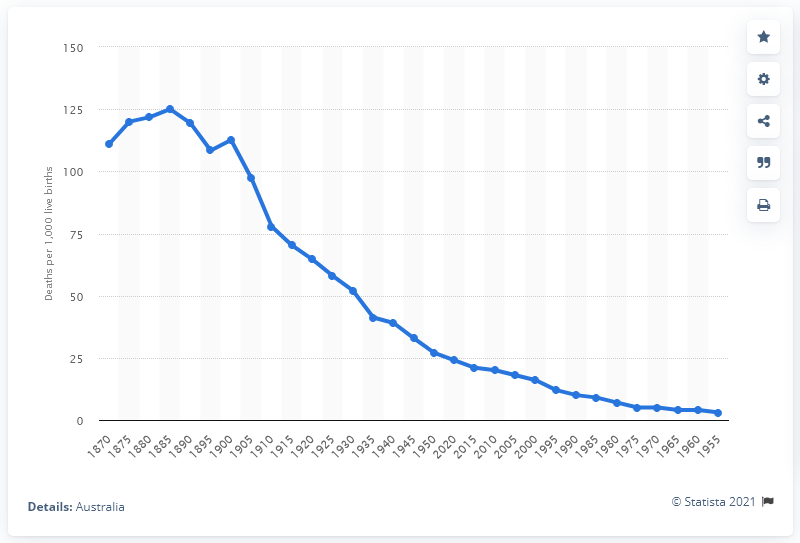 150
125
100
75
50
25
0
Deaths per 1,000 live births
1870 1875 1880 1885 1890 1895 1900 1905 1910 1915 1920 1925 1930 1935 1940 1945 1950 2020 2015 2010 2005 2000 1995 1990 1985 1980 1975 1970 1965 1960 1955
Details: Australia
© Statista 2021